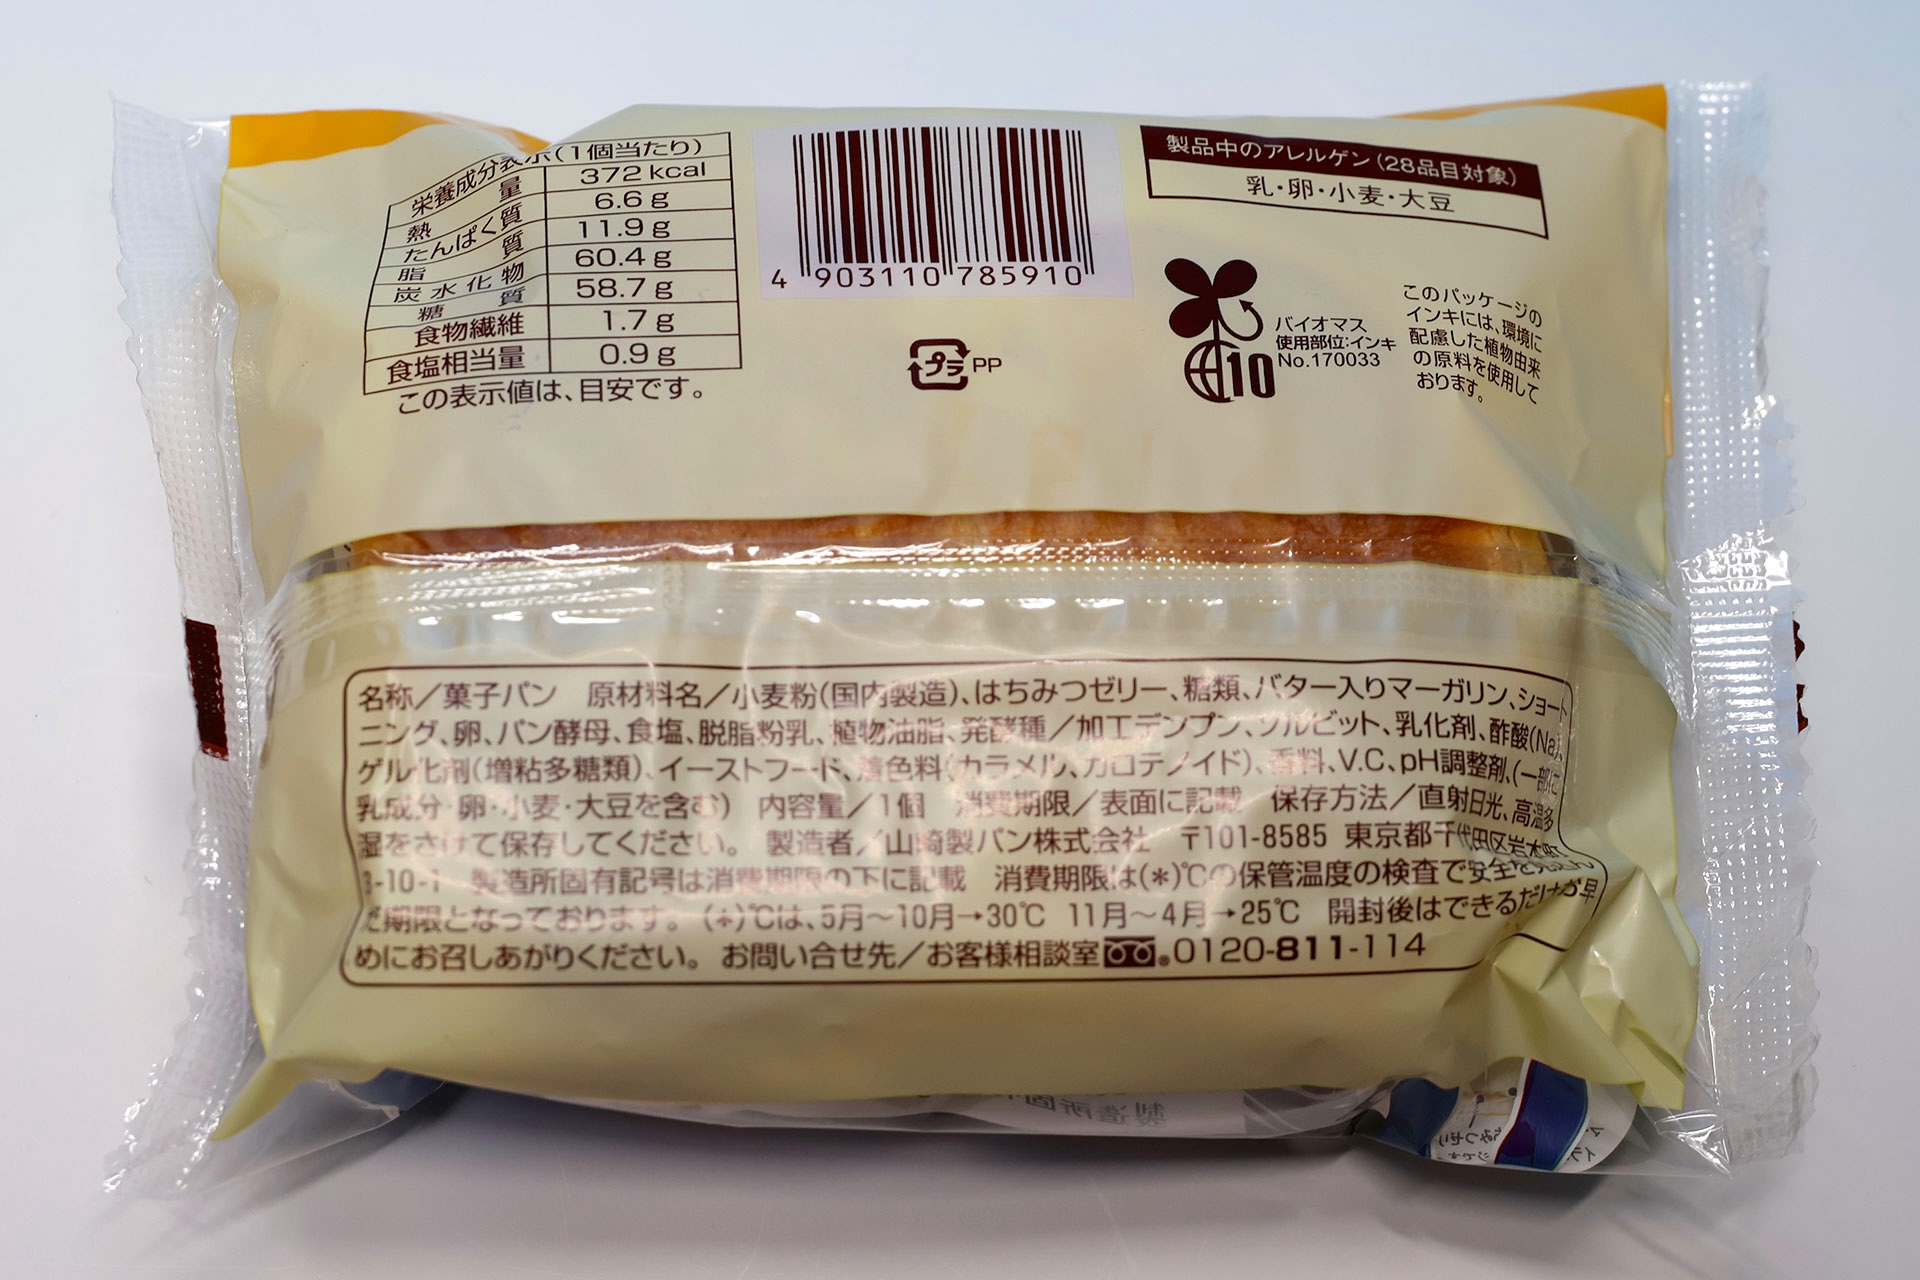 栄養成分表示(1個当たり)
熱量 372kcal
たんぱく質 6.6g
脂質 11.9g
炭水化物 60.4g
糖質 58.7g
食物繊維 1.7g
食塩相当量 0.9g
この表示値は、目安です。
4 903110 785910
プラ PP
製品中のアレルゲン(28品目対象)
乳・卵・小麦・大豆
バイオマス
使用部位:インキ
No.170033
10
このパッケージの
インキには、環境に
配慮した植物由来
の原料を使用して
おります。
名称/菓子パン 原材料名/小麦粉(国内製造)、はちみつゼリー、糖類、バター入りマーガリン、ショート
ニング、卵、パン酵母、食塩、脱脂粉乳、植物油脂、発酵種/加工デンプン、ソルビット、乳化剤、酢酸(Na)、
ゲル化剤(増粘多糖類)、イーストフード、着色料(カラメル、カロテノイド)、香料、V.C、pH調整剤、(一部に
乳成分・卵・小麦・大豆を含む) 内容量/1個 消費期限/表面に記載 保存方法/直射日光、高温多
湿をさけて保存してください。 製造者/山崎製パン株式会社 〒101-8585 東京都千代田区岩本町
3-10-1 製造所固有記号は消費期限の下に記載 消費期限は(*)℃の保管温度の検査で安全を
だ期限となっております。(*)℃は、5月~10月→30℃ 11月~4月→25℃ 開封後はできるだけお早
めにお召しあがりください。 お問い合せ先/お客様相談室 0120-811-114
製造所固